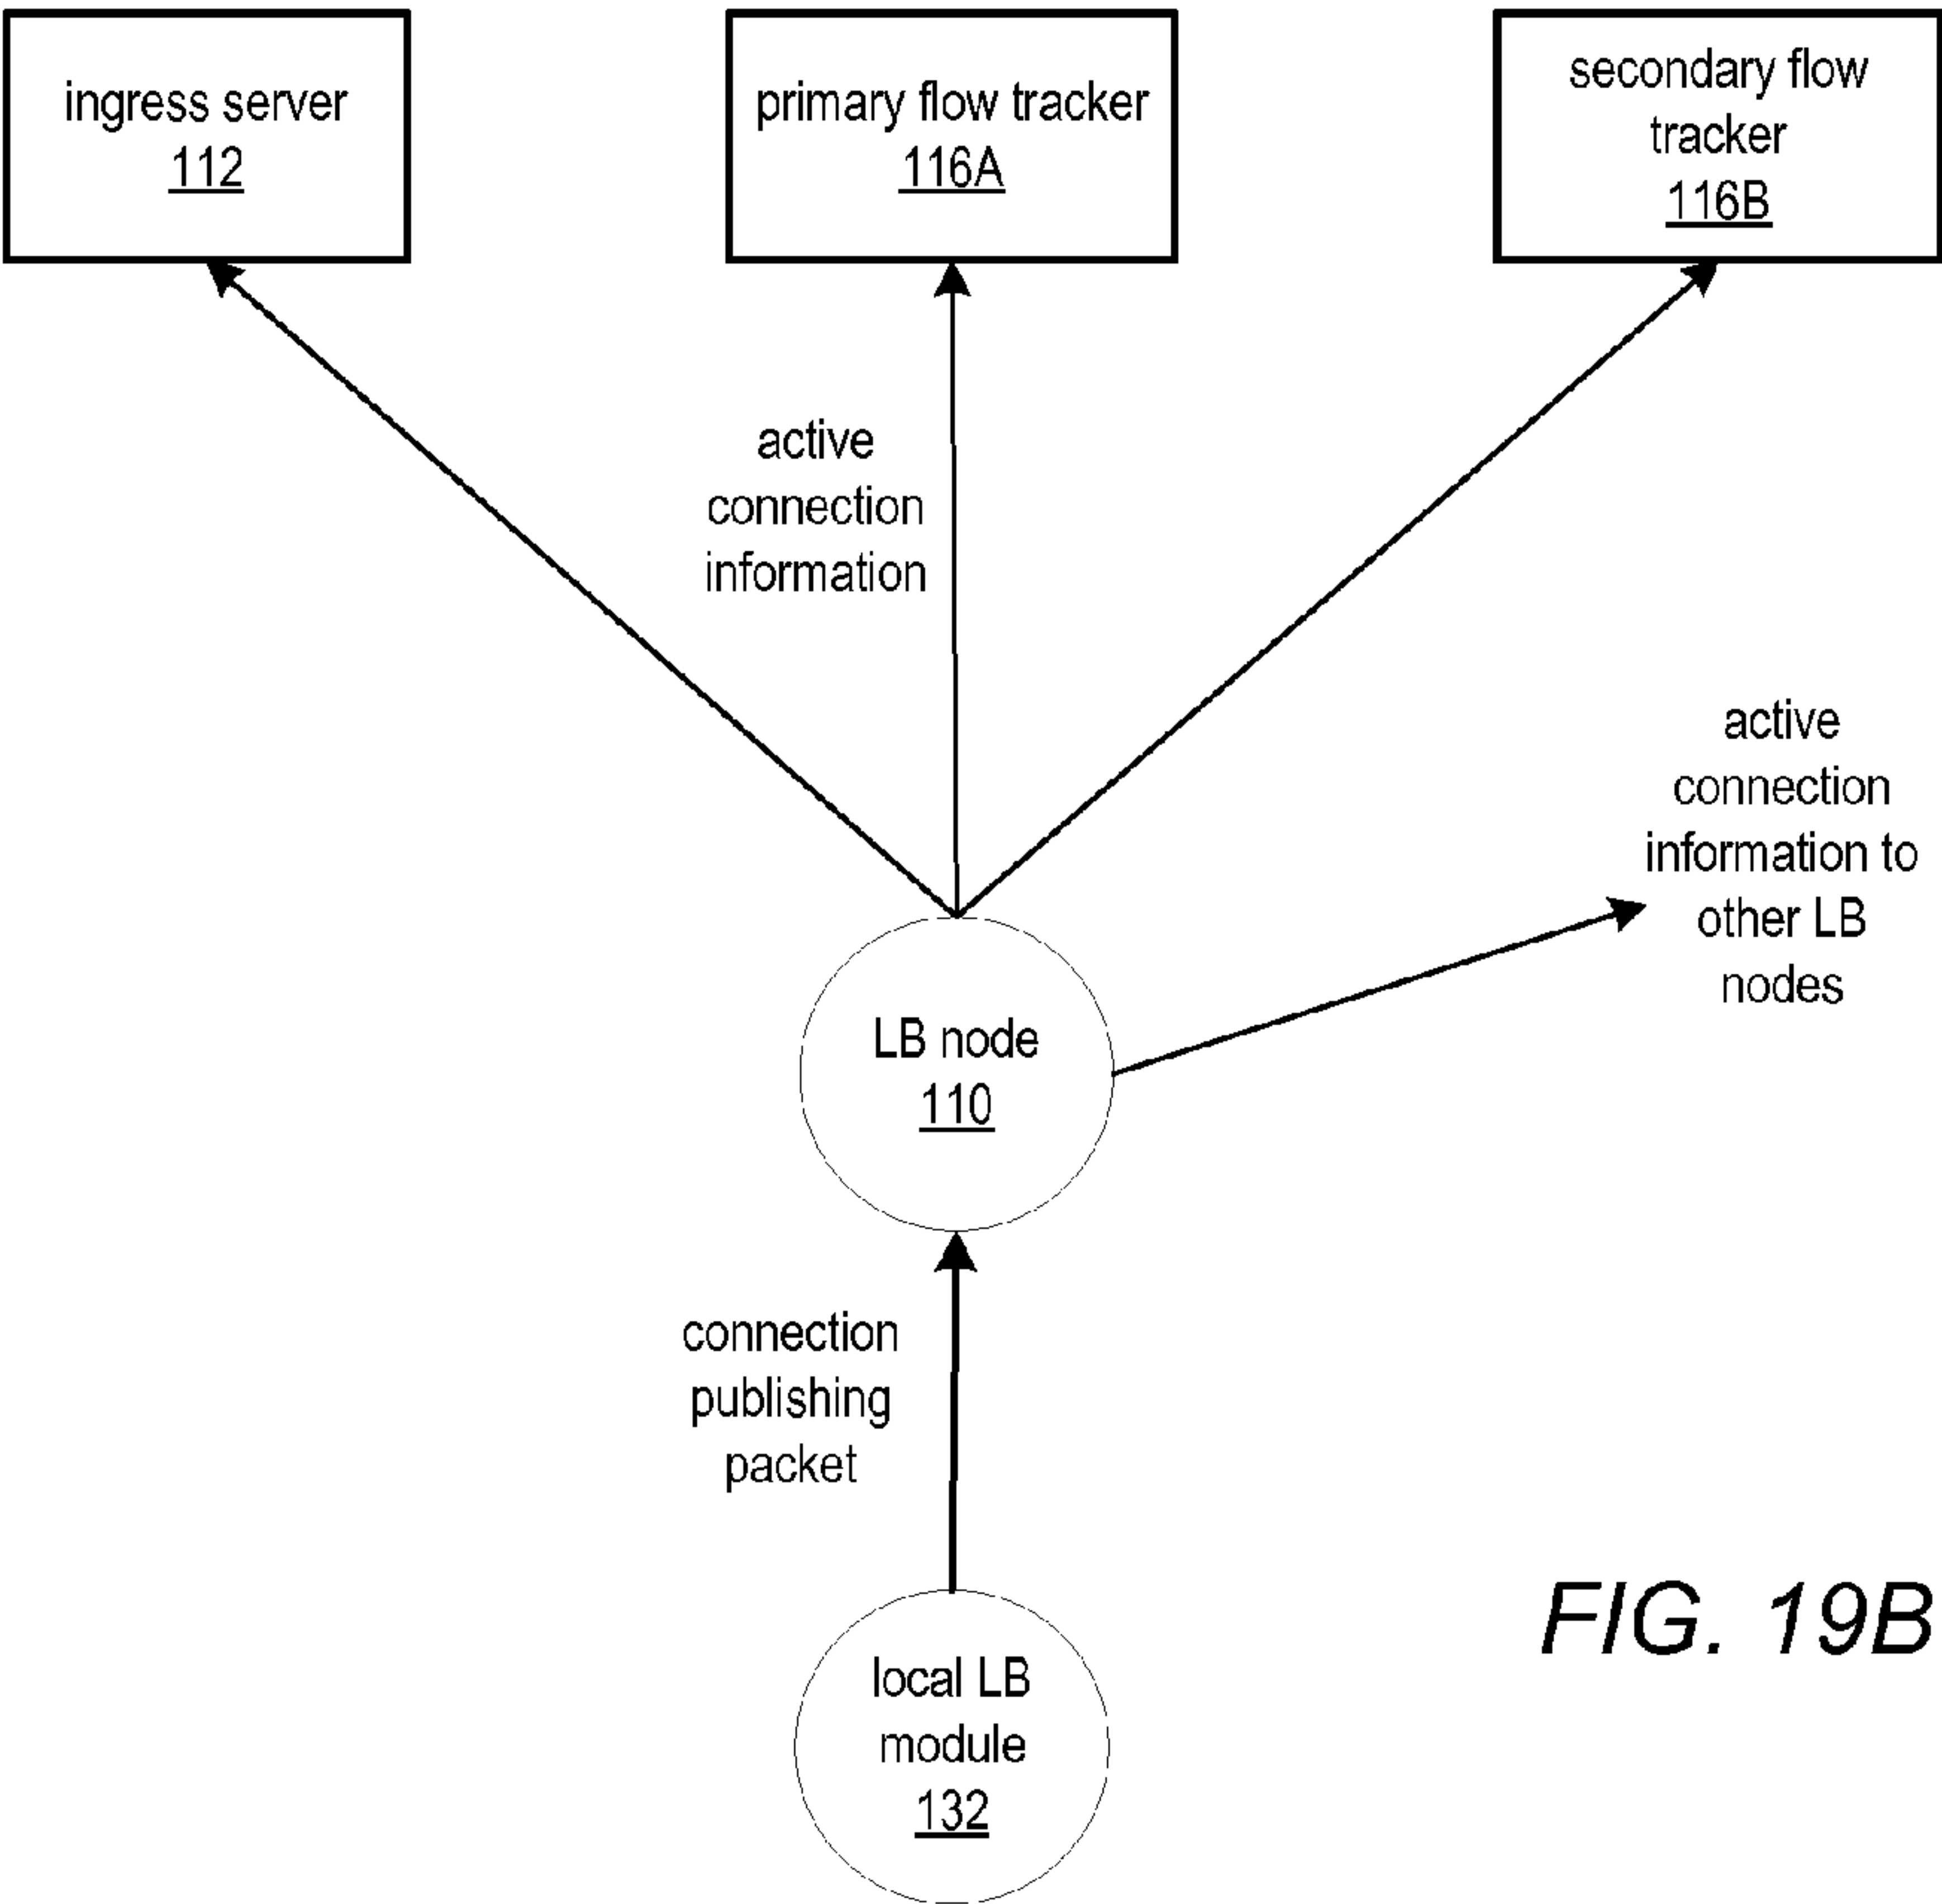 ingress server
112
primary flow tracker
116A
secondary flow
tracker
116B
active
connection
information
active
connection
information to
other LB
nodes
LB node
110
connection
publishing
packet
local LB
module
132
FIG. 19B